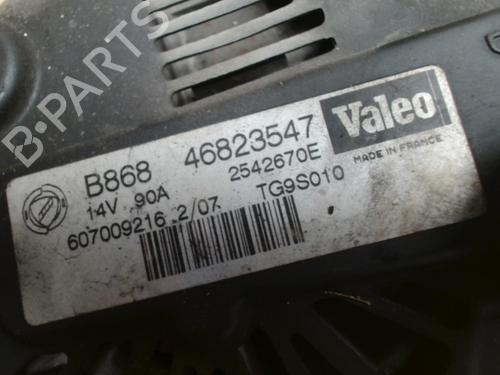 B-PARTS
B868 46823547 Valeo
14V 90A 2542670E MADE IN FRANCE
607009216 2/07 TG9S010